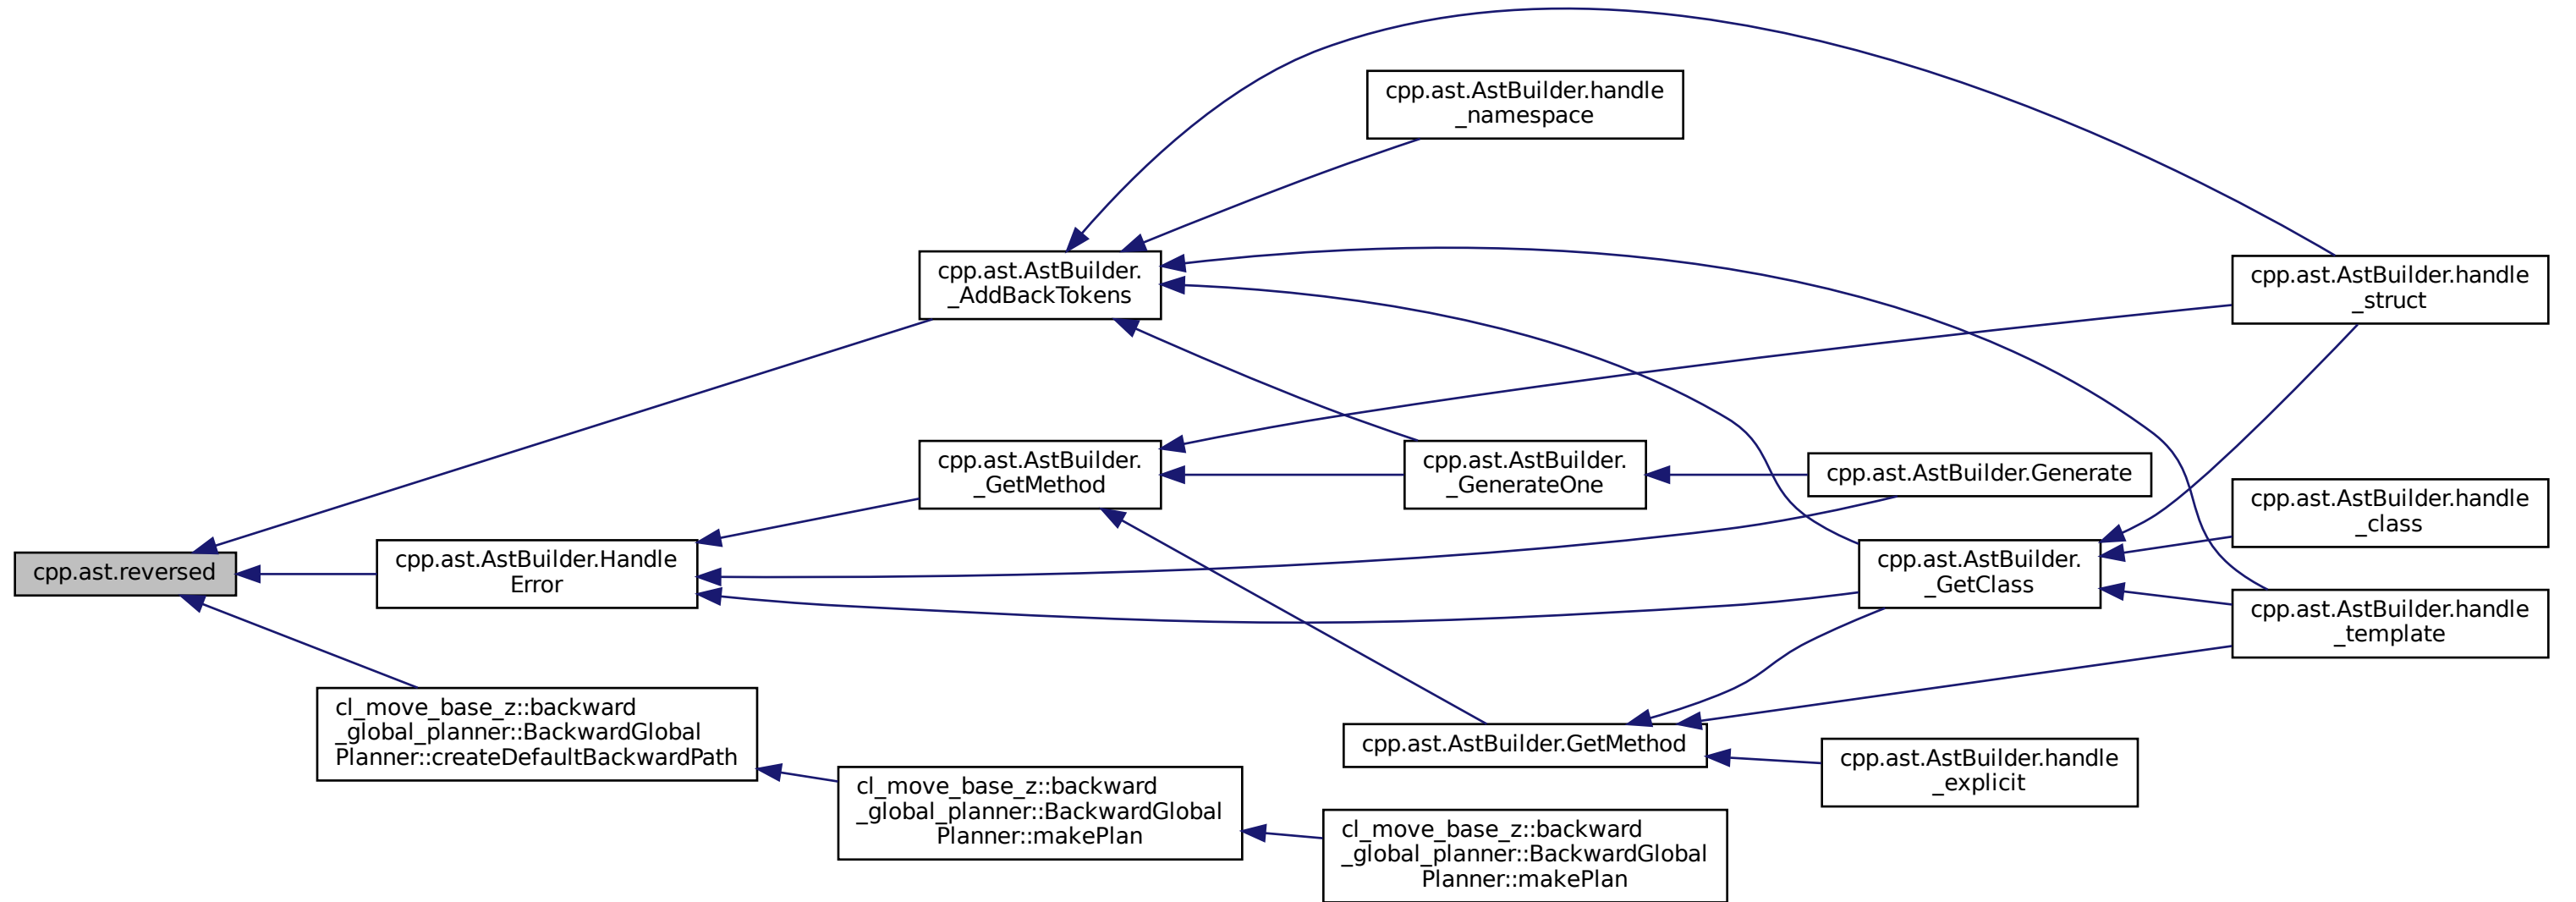 cpp.ast.reversed
cpp.ast.AstBuilder.
_AddBackTokens
cpp.ast.AstBuilder.handle
_namespace
cpp.ast.AstBuilder.handle
_struct
cpp.ast.AstBuilder.Handle
Error
cpp.ast.AstBuilder.
_GetMethod
cpp.ast.AstBuilder.
_GenerateOne
cpp.ast.AstBuilder.Generate
cpp.ast.AstBuilder.
_GetClass
cpp.ast.AstBuilder.handle
_class
cpp.ast.AstBuilder.handle
_template
cpp.ast.AstBuilder.GetMethod
cpp.ast.AstBuilder.handle
_explicit
cl_move_base_z::backward
_global_planner::BackwardGlobal
Planner::createDefaultBackwardPath
cl_move_base_z::backward
_global_planner::BackwardGlobal
Planner::makePlan
cl_move_base_z::backward
_global_planner::BackwardGlobal
Planner::makePlan